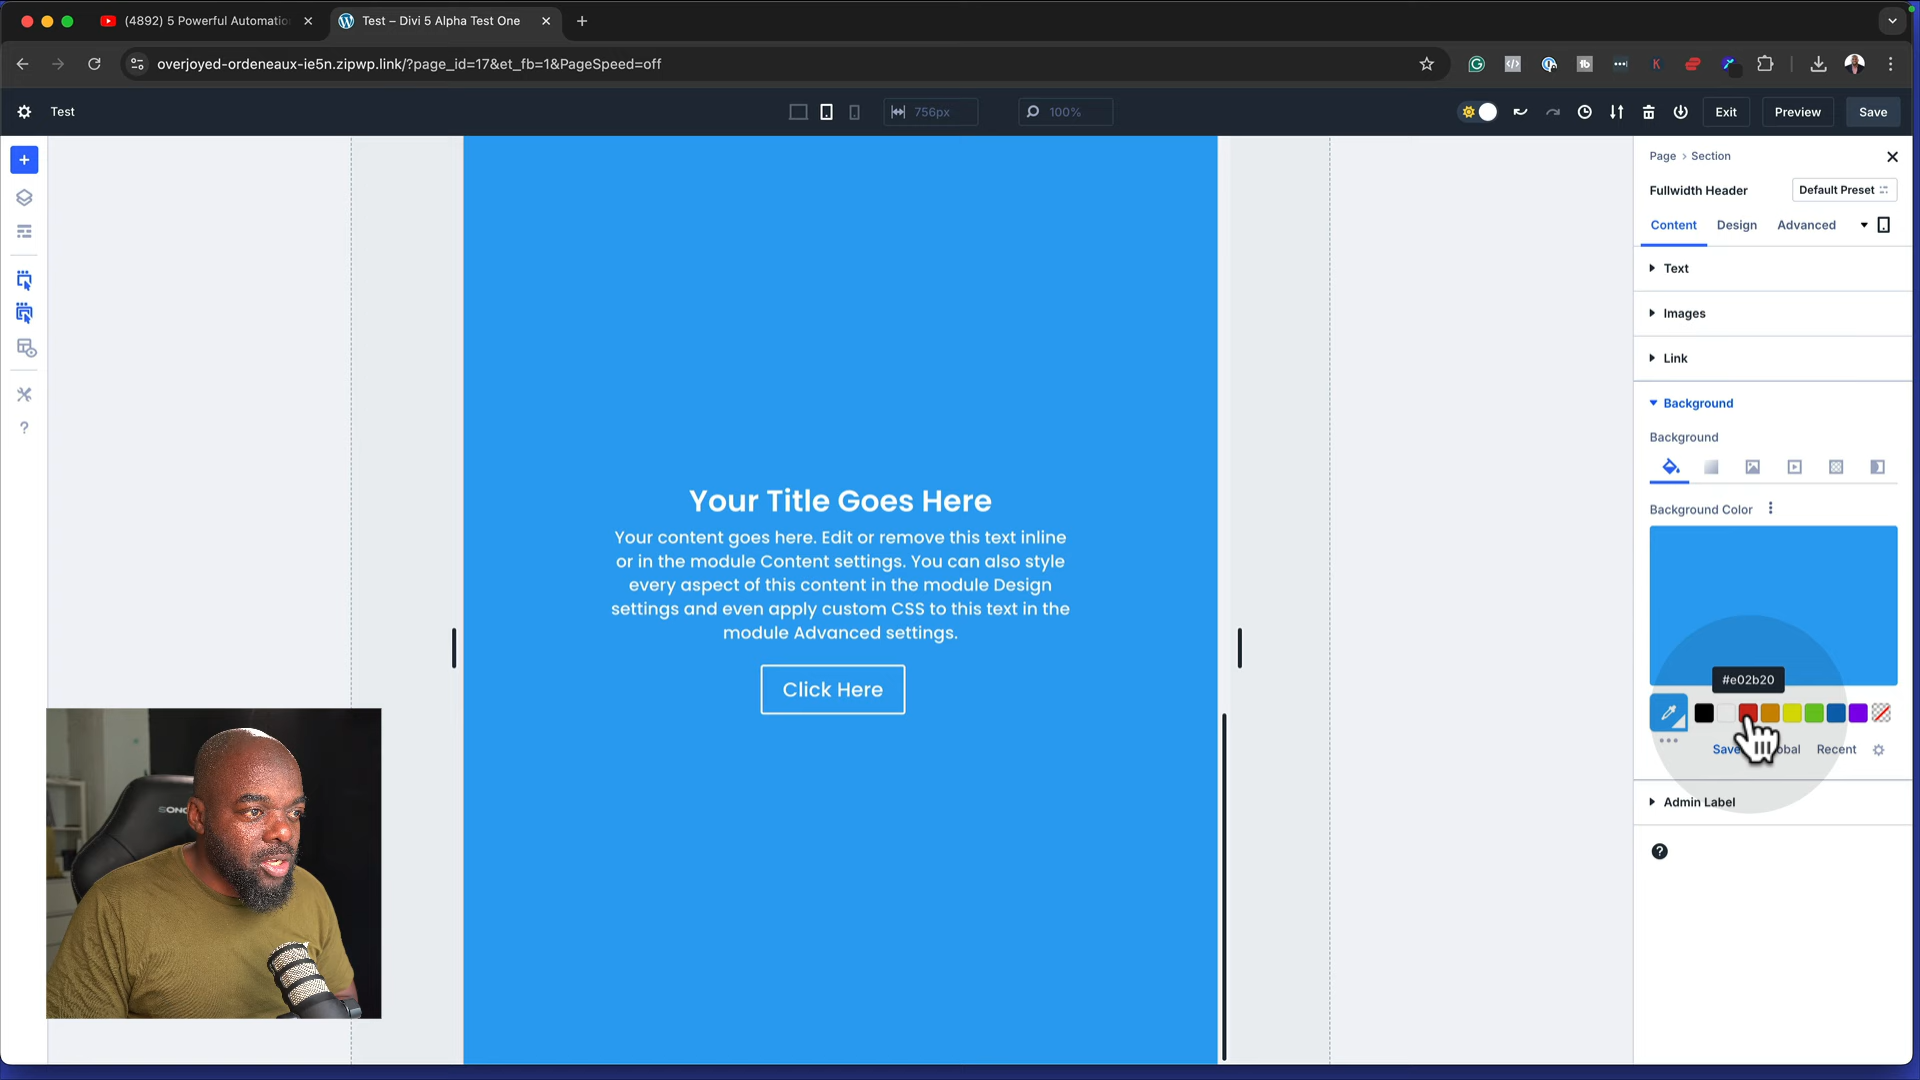 (4892) 5 Powerful Automatio
Test – Divi 5 Alpha Test One
overjoyed-ordeneaux-ie5n.zipwp.link/?page_id=17&et_fb=1&PageSpeed=off
Test
756px
100%
Exit
Preview
Save
Page > Section
Fullwidth Header
Default Preset
Content
Design
Advanced
Text
Images
Link
Background
Background
Background Color
#e02b20
Recent
Admin Label
Your Title Goes Here
Your content goes here. Edit or remove this text inline
or in the module Content settings. You can also style
every aspect of this content in the module Design
settings and even apply custom CSS to this text in the
module Advanced settings.
Click Here